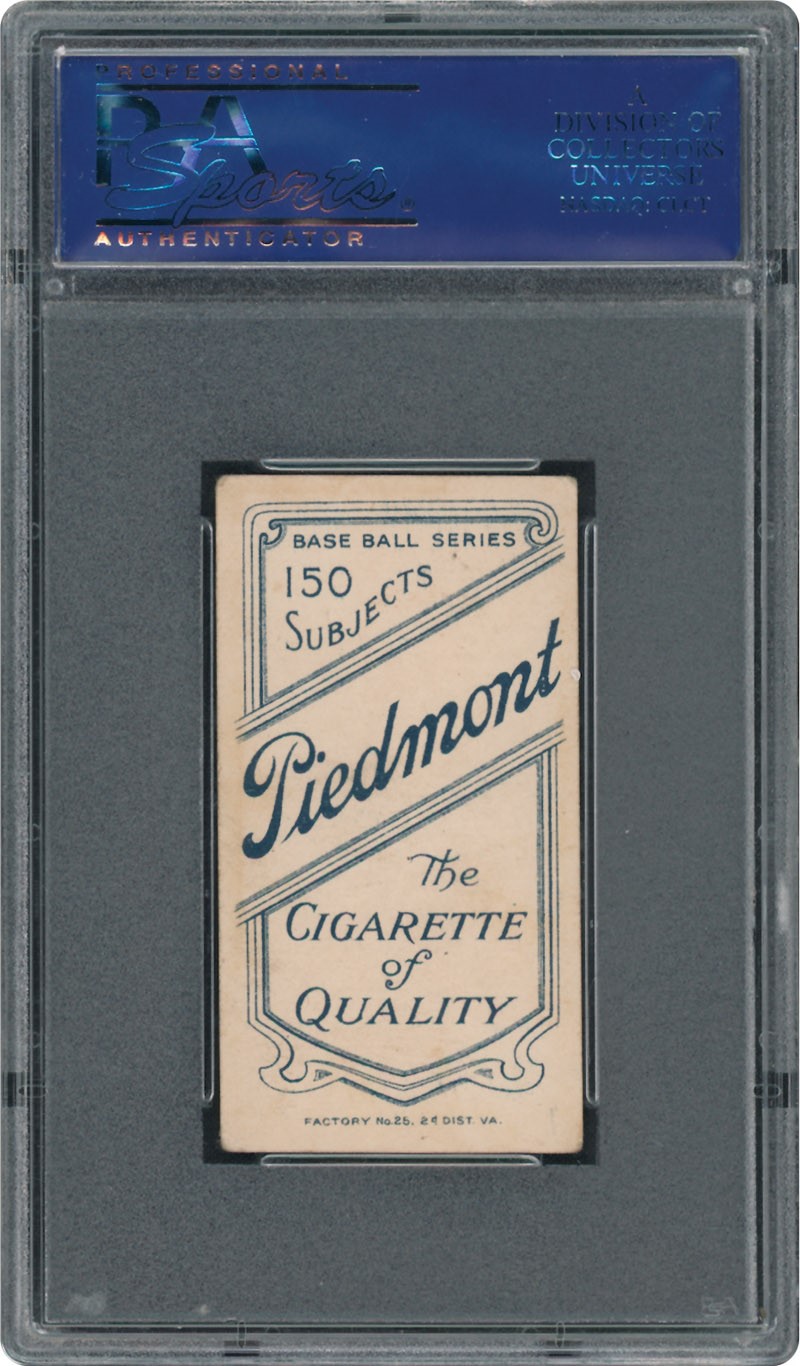 PROFESSIONAL
PSA
Sports®
AUTHENTICATOR
A
DIVISION OF
COLLECTORS
UNIVERSE
NASDAQ: CLCT
BASE BALL SERIES
150
SUBJECTS
Piedmont
The
CIGARETTE
of
QUALITY
FACTORY No.25. 2d DIST. VA.
PSA